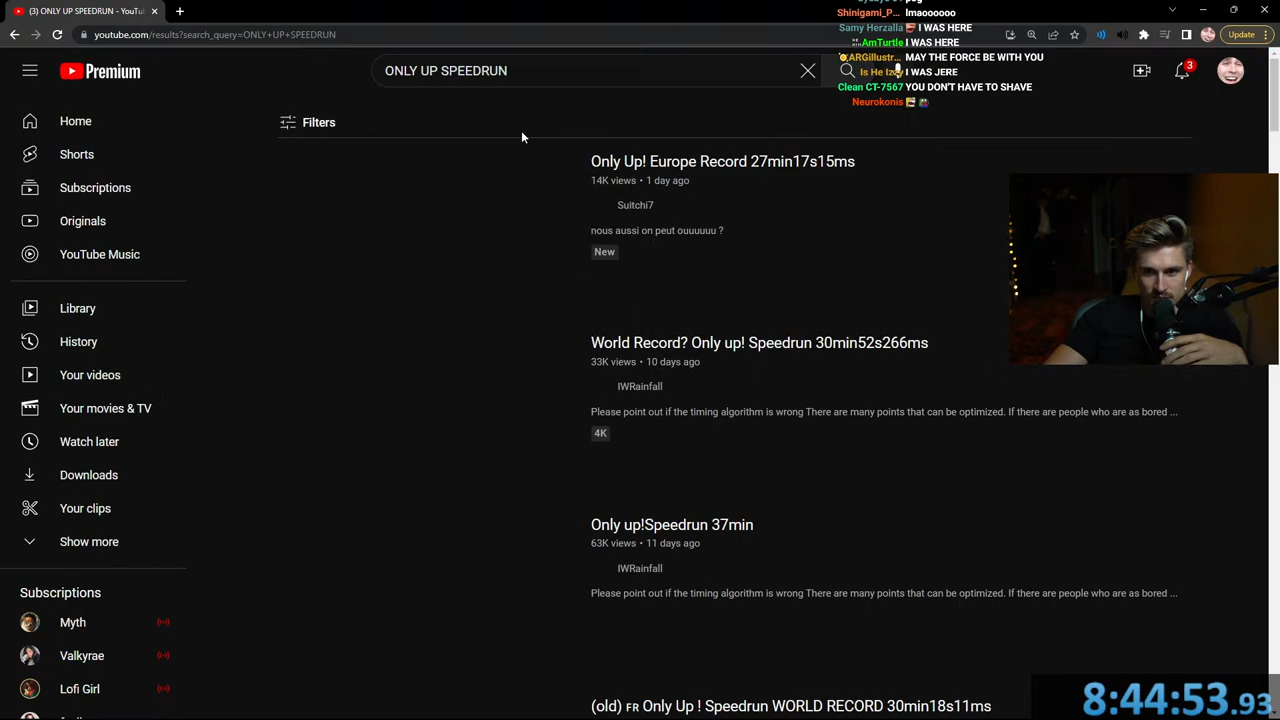 (3) ONLY UP SPEEDRUN - YouTu
youtube.com/results?search_query=ONLY+UP+SPEEDRUN
Update
Shinigami_P... lmaooooo
Samy Herzalla I WAS HERE
AmTurtle I WAS HERE
MAY THE FORCE BE WITH YOU
I WAS JERE
Clean CT-7567 YOU DON'T HAVE TO SHAVE
Neurokonis
Premium
ONLY UP SPEEDRUN
3
Home
Shorts
Subscriptions
Originals
YouTube Music
Library
History
Your videos
Your movies & TV
Watch later
Downloads
Your clips
Show more
Subscriptions
Myth
Valkyrae
Lofi Girl
Filters
Only Up! Europe Record 27min17s15ms
14K views • 1 day ago
Suitchi7
nous aussi on peut ouuuuuu ?
New
World Record? Only up! Speedrun 30min52s266ms
33K views • 10 days ago
IWRainfall
Please point out if the timing algorithm is wrong There are many points that can be optimized. If there are people who are as bored ...
4K
Only up!Speedrun 37min
63K views • 11 days ago
IWRainfall
Please point out if the timing algorithm is wrong There are many points that can be optimized. If there are people who are as bored ...
(old) FR Only Up ! Speedrun WORLD RECORD 30min18s11ms
8:44:53.93